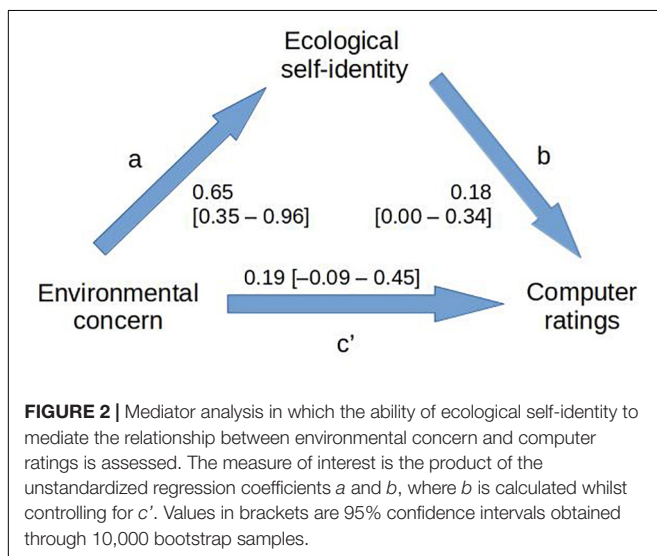 Ecological
self-identity
a
b
0.65
[0.35 – 0.96]
0.18
[0.00 – 0.34]
Environmental
concern
0.19 [–0.09 – 0.45]
c'
Computer
ratings
FIGURE 2 | Mediator analysis in which the ability of ecological self-identity to
mediate the relationship between environmental concern and computer
ratings is assessed. The measure of interest is the product of the
unstandardized regression coefficients a and b, where b is calculated whilst
controlling for c'. Values in brackets are 95% confidence intervals obtained
through 10,000 bootstrap samples.